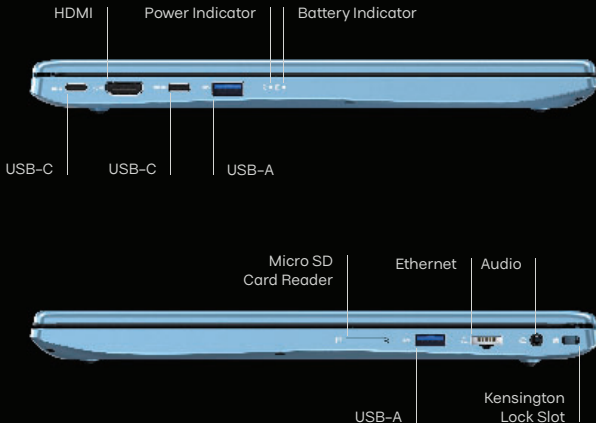 HDMI
Power Indicator
Battery Indicator
USB-C
USB-C
USB-A
Micro SD
Card Reader
Ethernet
Audio
USB-A
Kensington
Lock Slot